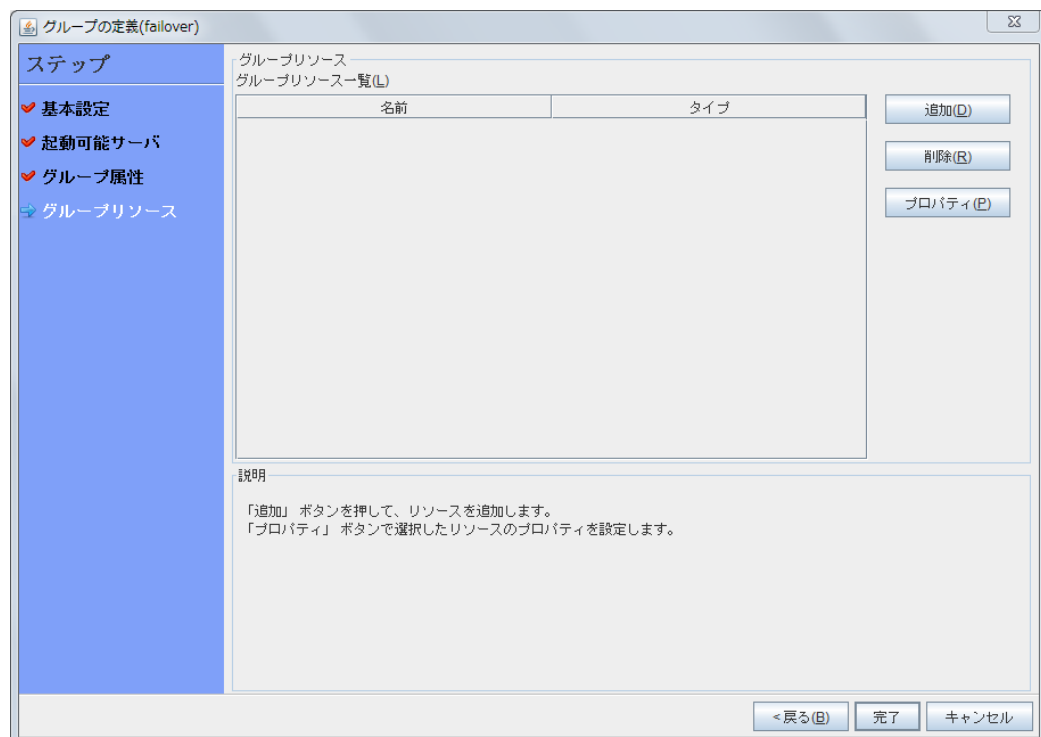 グループの定義(failover)
ステップ
基本設定
起動可能サーバ
グループ属性
グループリソース
グループリソース
グループリソース一覧(L)
名前 タイプ
追加(D)
削除(R)
プロパティ(P)
説明
「追加」 ボタンを押して、リソースを追加します。
「プロパティ」 ボタンで選択したリソースのプロパティを設定します。
<戻る(B) 完了 キャンセル